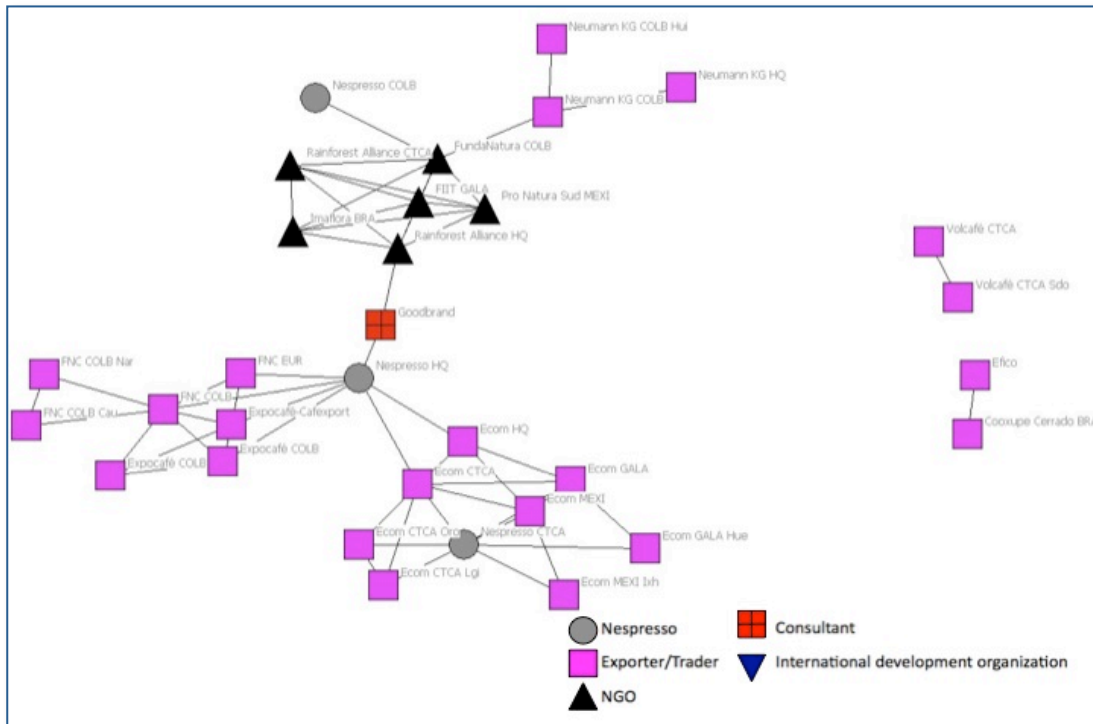 Neumann KG COLB Hui
Neumann KG HQ
Nespresso COLB
Neumann KG COLB
Rainforest Alliance CTCA
FundaNatura COLB
FIIT GALA
Pro Natura Sud MEXI
Imaflora BRA
Rainforest Alliance HQ
Volcafé CTCA
Volcafé CTCA Sdo
Goodbrand
FNC COLB Nar
FNC EUR
Nespresso HQ
Efico
FNC COLB
FNC COLB Cau
Expocafé-Cafexport
Cooxupe Cerrado BRA
Expocafé COLB
Expocafé COLB
Ecom HQ
Ecom CTCA
Ecom GALA
Ecom MEXI
Ecom CTCA Oro
Nespresso CTCA
Ecom GALA Hue
Ecom CTCA Lgi
Ecom MEXI Ixh
Nespresso
Consultant
Exporter/Trader
International development organization
NGO